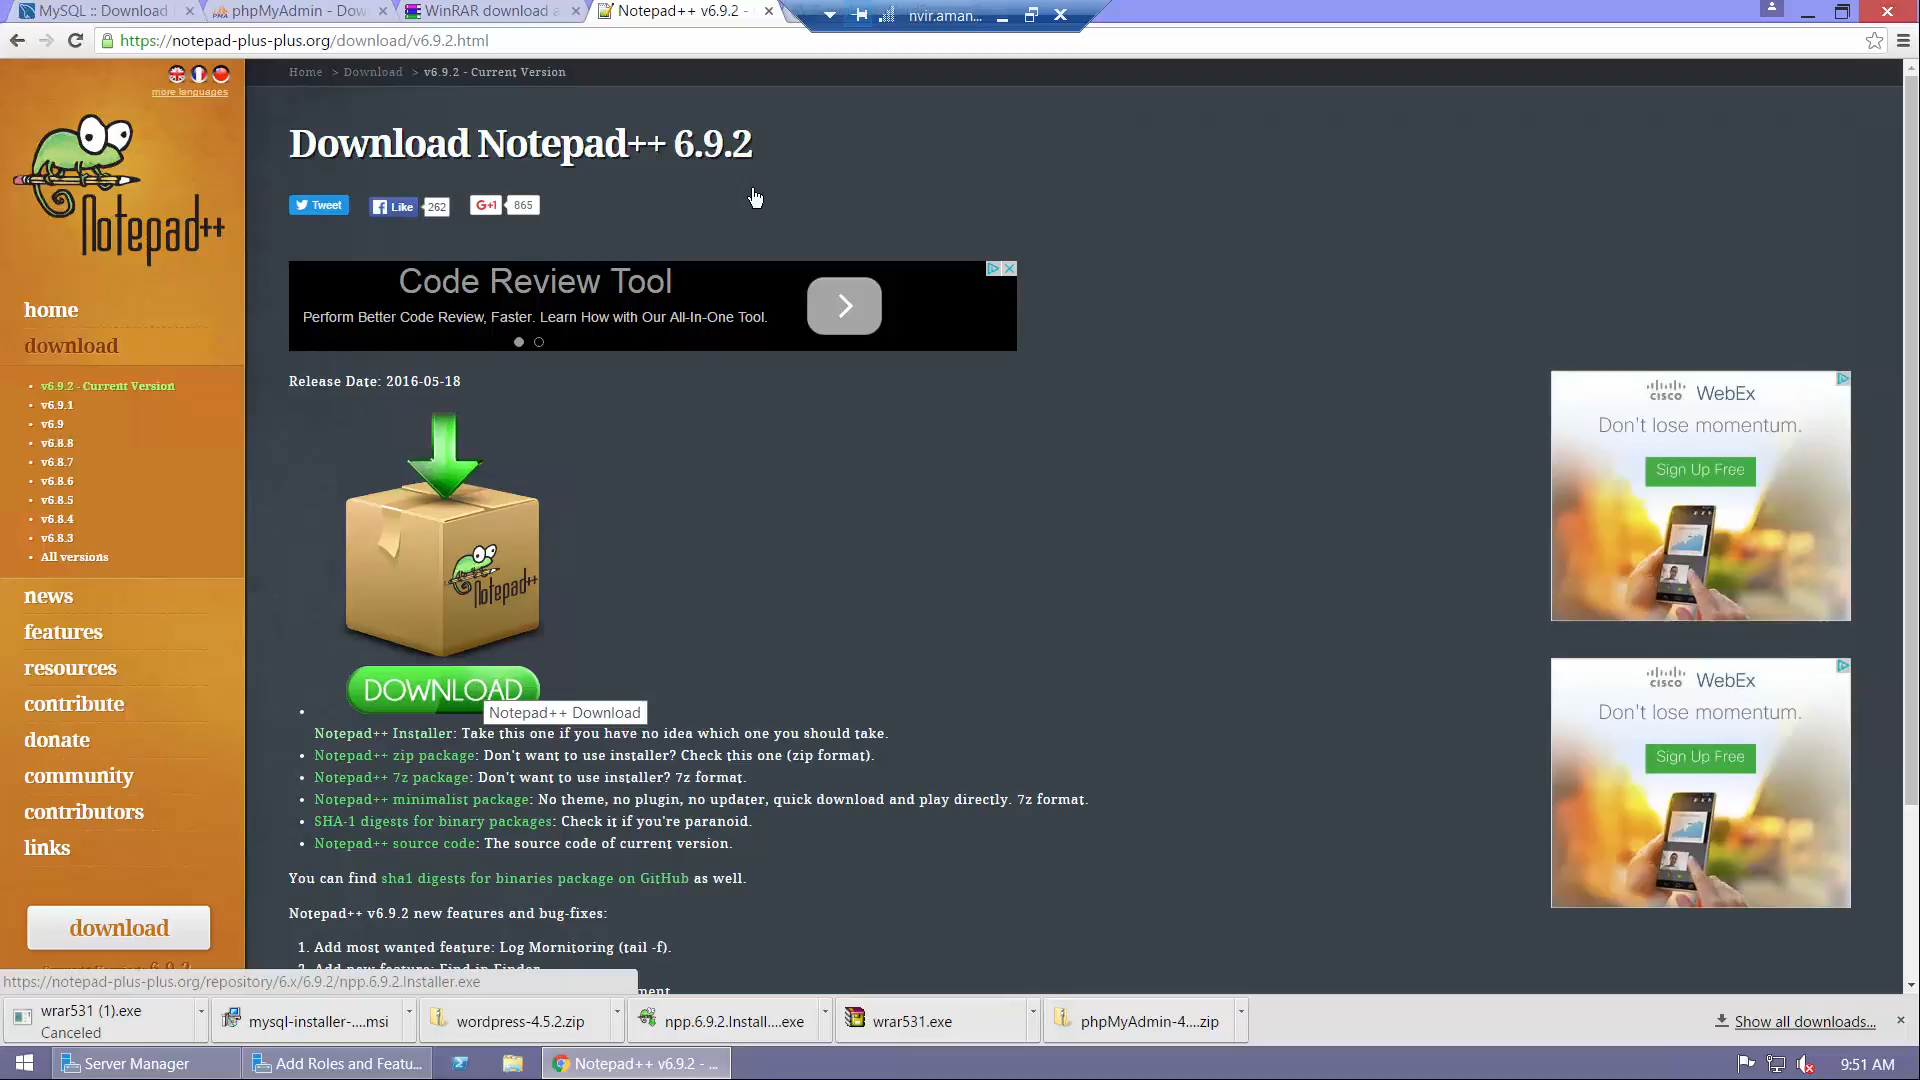 MySQL :: Download
phpMyAdmin - Dow
WinRAR download a
Notepad++ v6.9.2 -
nvir.aman...
https://notepad-plus-plus.org/download/v6.9.2.html
more languages
Notepad++
home
download
v6.9.2 - Current Version
v6.9.1
v6.9
v6.8.8
v6.8.7
v6.8.6
v6.8.5
v6.8.4
v6.8.3
All versions
news
features
resources
contribute
donate
community
contributors
links
download
Home > Download > v6.9.2 - Current Version
Download Notepad++ 6.9.2
Tweet
Like 262
G+1 865
Code Review Tool
Perform Better Code Review, Faster. Learn How with Our All-In-One Tool.
Release Date: 2016-05-18
Notepad++
DOWNLOAD
Notepad++ Download
Notepad++ Installer: Take this one if you have no idea which one you should take.
Notepad++ zip package: Don't want to use installer? Check this one (zip format).
Notepad++ 7z package: Don't want to use installer? 7z format.
Notepad++ minimalist package: No theme, no plugin, no updater, quick download and play directly. 7z format.
SHA-1 digests for binary packages: Check it if you're paranoid.
Notepad++ source code: The source code of current version.
You can find sha1 digests for binaries package on GitHub as well.
Notepad++ v6.9.2 new features and bug-fixes:
1. Add most wanted feature: Log Mornitoring (tail -f).
2. Add new feature: Find in Finder.
CISCO WebEx
Don't lose momentum.
Sign Up Free
CISCO WebEx
Don't lose momentum.
Sign Up Free
https://notepad-plus-plus.org/repository/6.x/6.9.2/npp.6.9.2.Installer.exe
wrar531 (1).exe
Canceled
mysql-installer-....msi
wordpress-4.5.2.zip
npp.6.9.2.Install....exe
wrar531.exe
phpMyAdmin-4....zip
Show all downloads...
Server Manager
Add Roles and Featu...
Notepad++ v6.9.2 - ...
9:51 AM